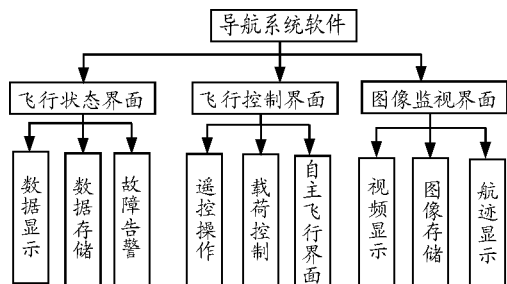 导航系统软件
飞行状态界面
飞行控制界面
图像监视界面
数据显示
数据存储
故障告警
遥控操作
载荷控制
自主飞行界面
视频显示
图像存储
航迹显示